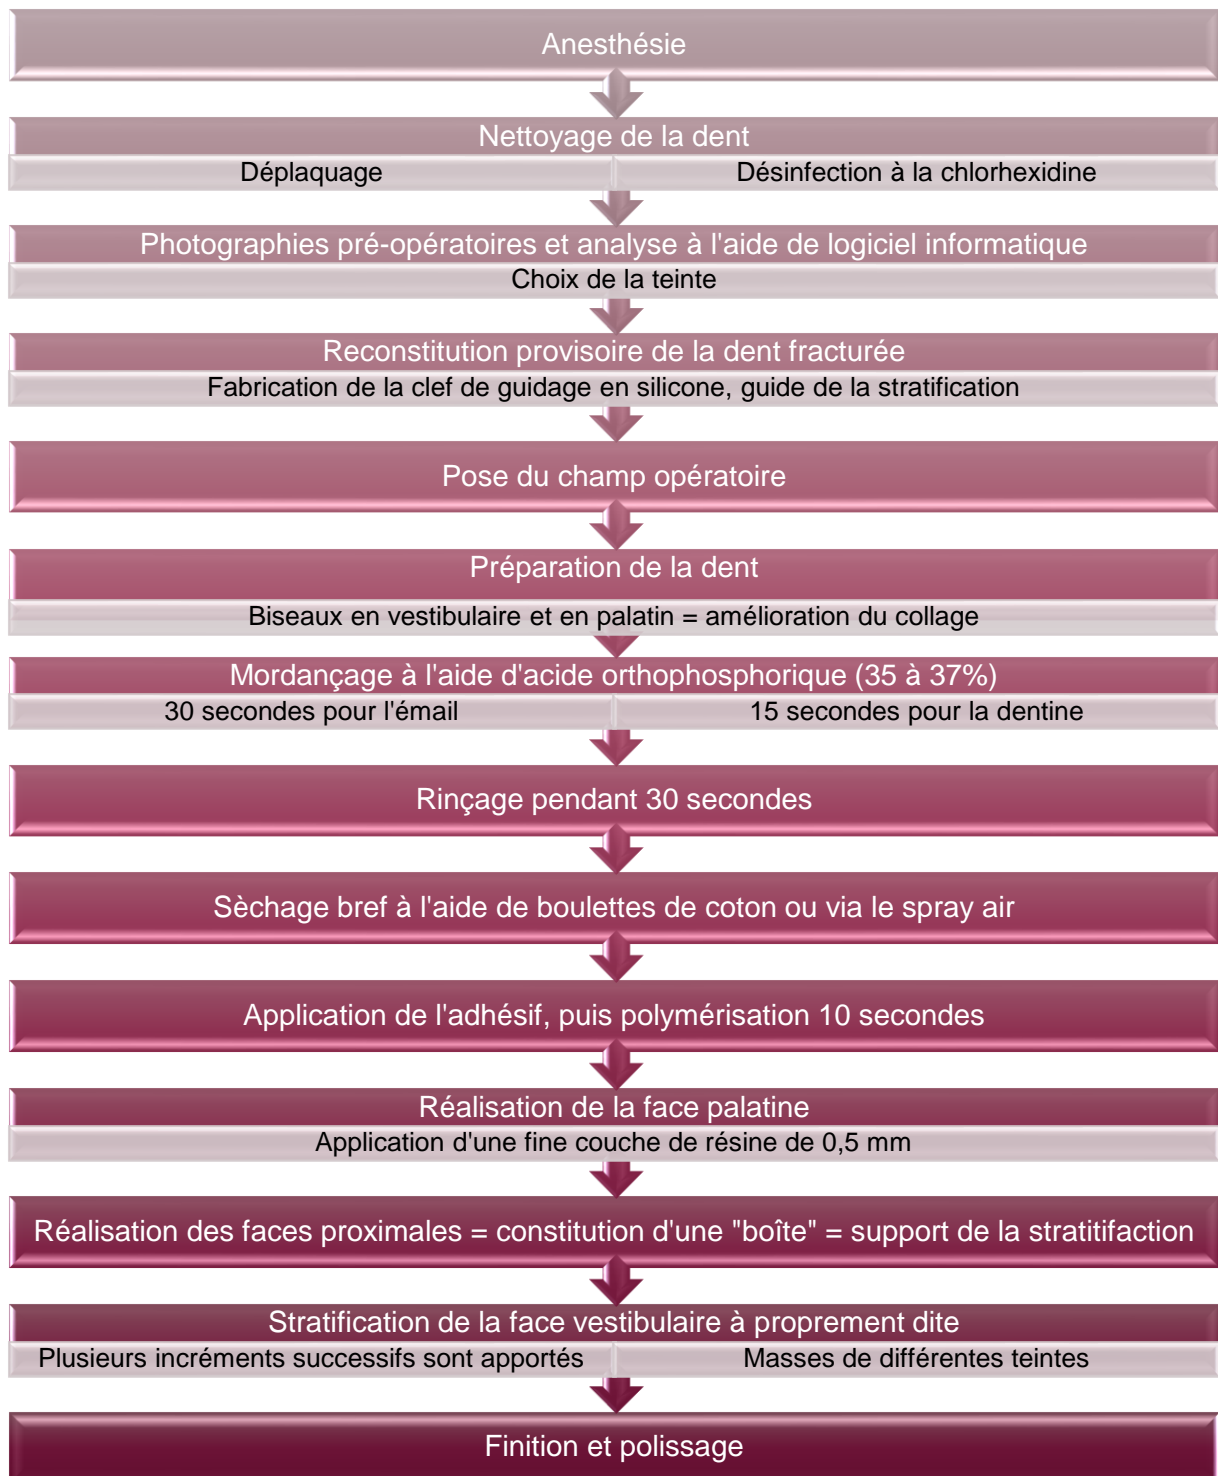 Anesthésie
Nettoyage de la dent
Déplaquage
Désinfection à la chlorhexidine
Photographies pré-opératoires et analyse à l'aide de logiciel informatique
Choix de la teinte
Reconstitution provisoire de la dent fracturée
Fabrication de la clef de guidage en silicone, guide de la stratification
Pose du champ opératoire
Préparation de la dent
Biseaux en vestibulaire et en palatin = amélioration du collage
Mordançage à l'aide d'acide orthophosphorique (35 à 37%)
30 secondes pour l'émail
15 secondes pour la dentine
Rinçage pendant 30 secondes
Sèchage bref à l'aide de boulettes de coton ou via le spray air
Application de l'adhésif, puis polymérisation 10 secondes
Réalisation de la face palatine
Application d'une fine couche de résine de 0,5 mm
Réalisation des faces proximales = constitution d'une "boîte" = support de la stratitifaction
Stratification de la face vestibulaire à proprement dite
Plusieurs incréments successifs sont apportés
Masses de différentes teintes
Finition et polissage